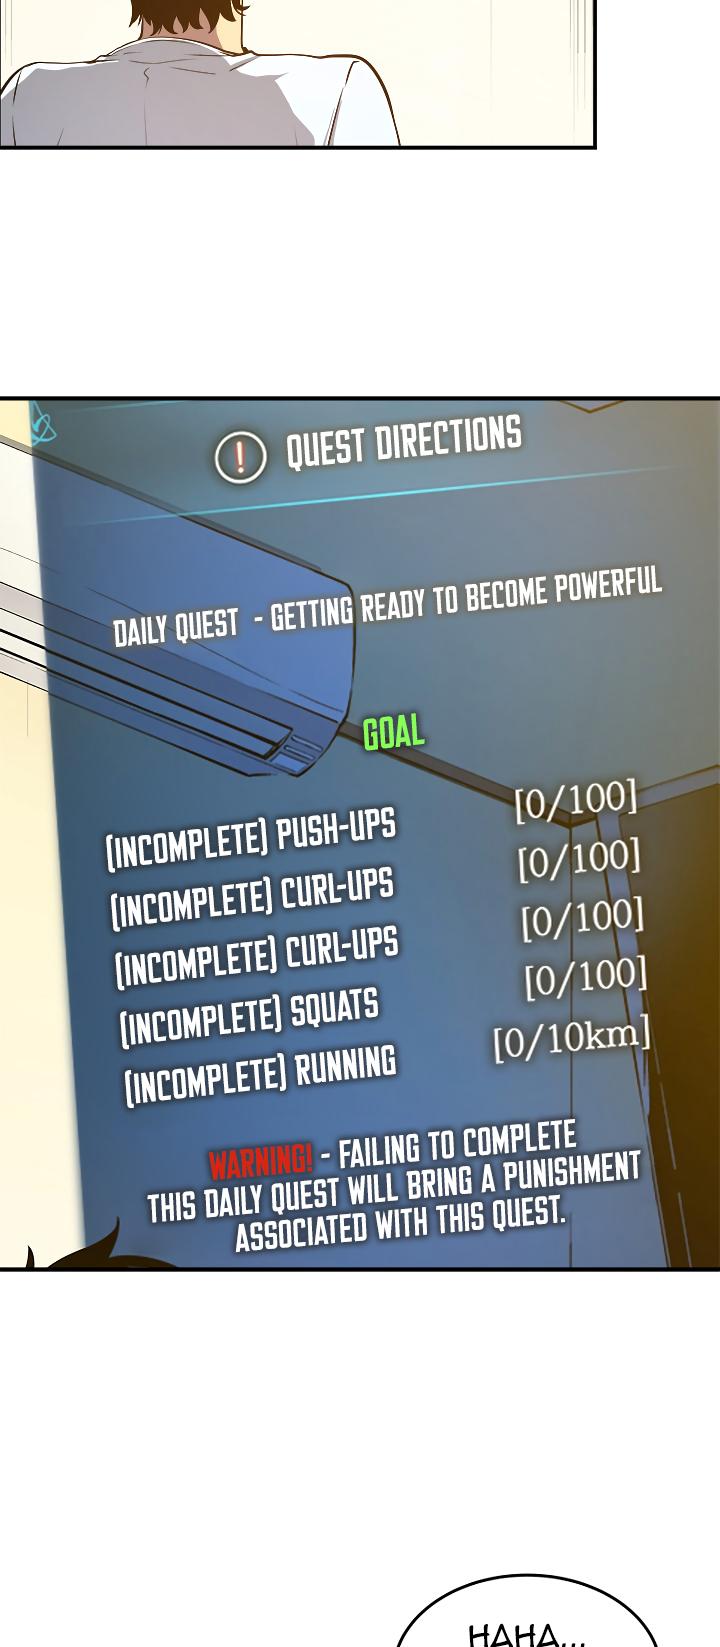 ! QUEST DIRECTIONS
DAILY QUEST - GETTING READY TO BECOME POWERFUL
GOAL
[INCOMPLETE] PUSH-UPS [0/100]
[INCOMPLETE] CURL-UPS [0/100]
[INCOMPLETE] CURL-UPS [0/100]
[INCOMPLETE] SQUATS [0/100]
[INCOMPLETE] RUNNING [0/10km]
WARNING! - FAILING TO COMPLETE
THIS DAILY QUEST WILL BRING A PUNISHMENT
ASSOCIATED WITH THIS QUEST.
HAHA...